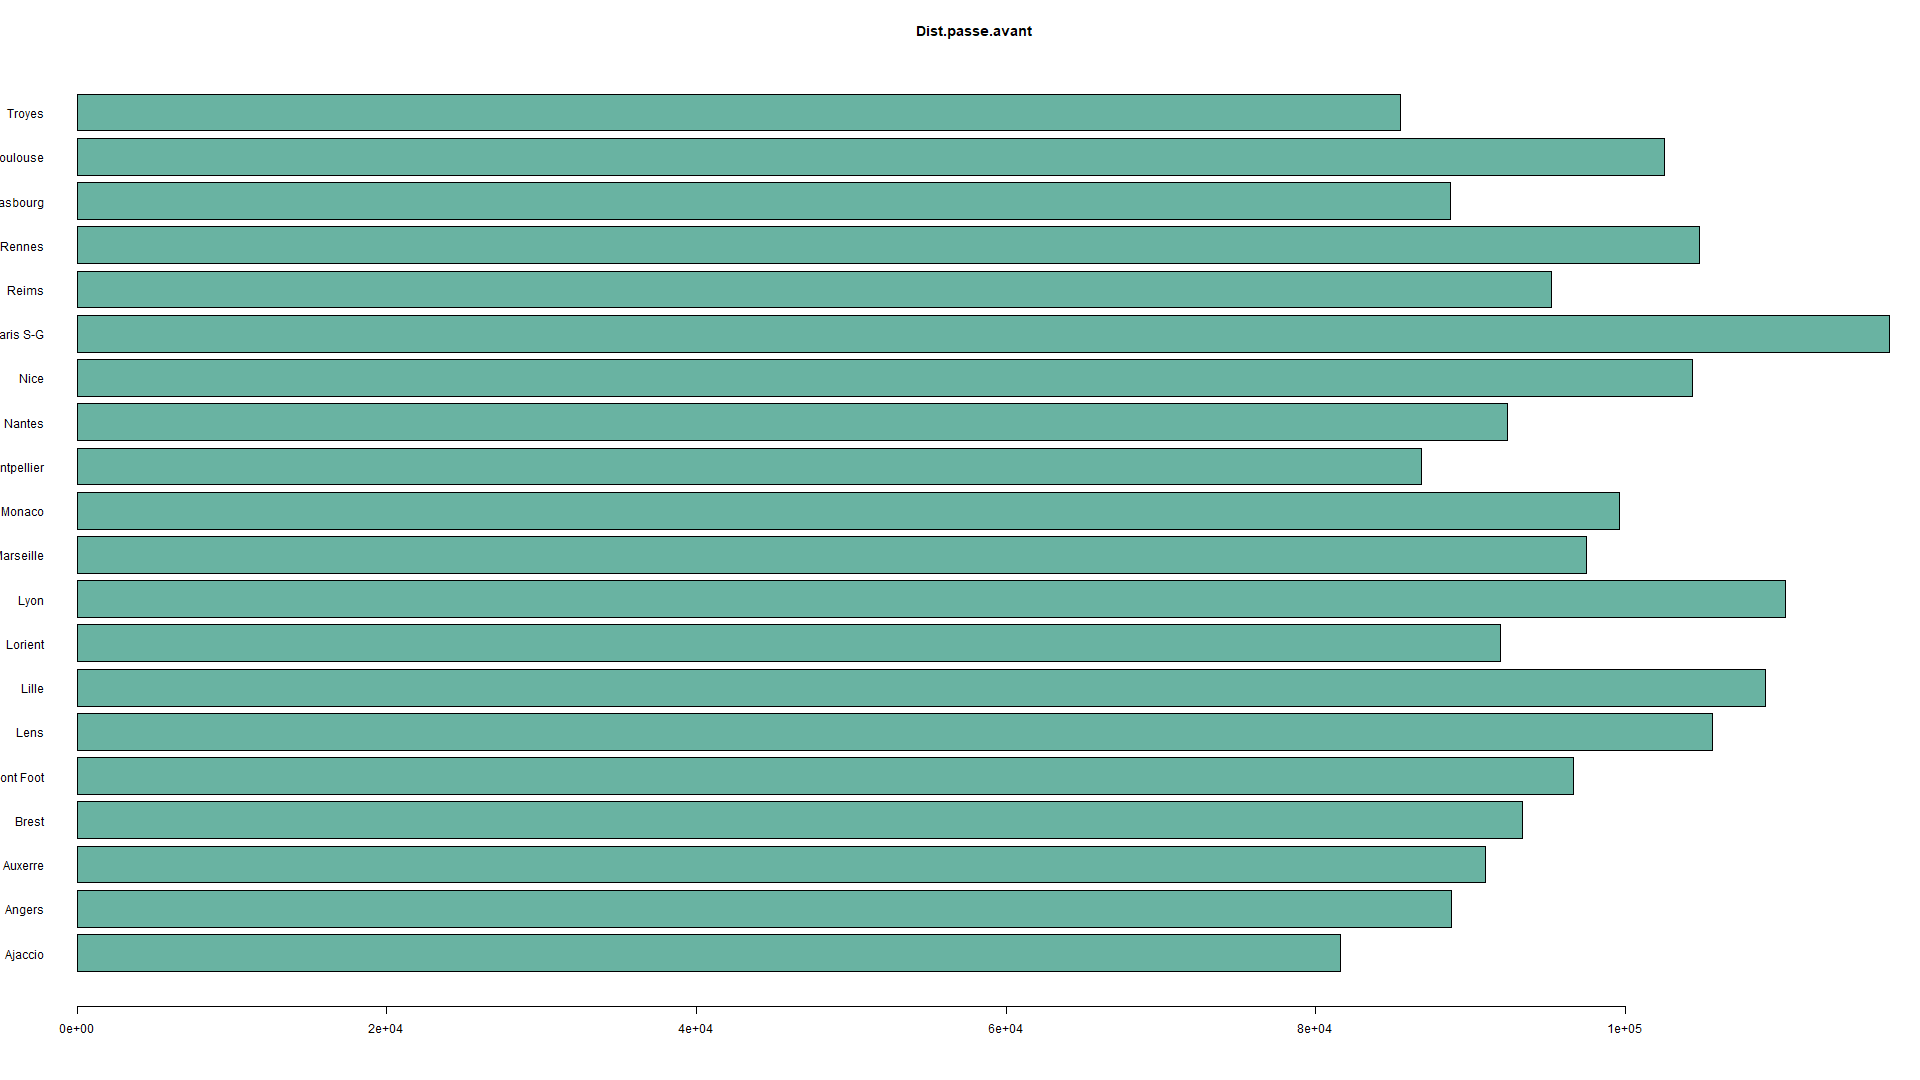 Dist.passe.avant
Troyes
oulouse
asbourg
Rennes
Reims
aris S-G
Nice
Nantes
ntpellier
Monaco
Marseille
Lyon
Lorient
Lille
Lens
ont Foot
Brest
Auxerre
Angers
Ajaccio
0e+00 2e+04 4e+04 6e+04 8e+04 1e+05